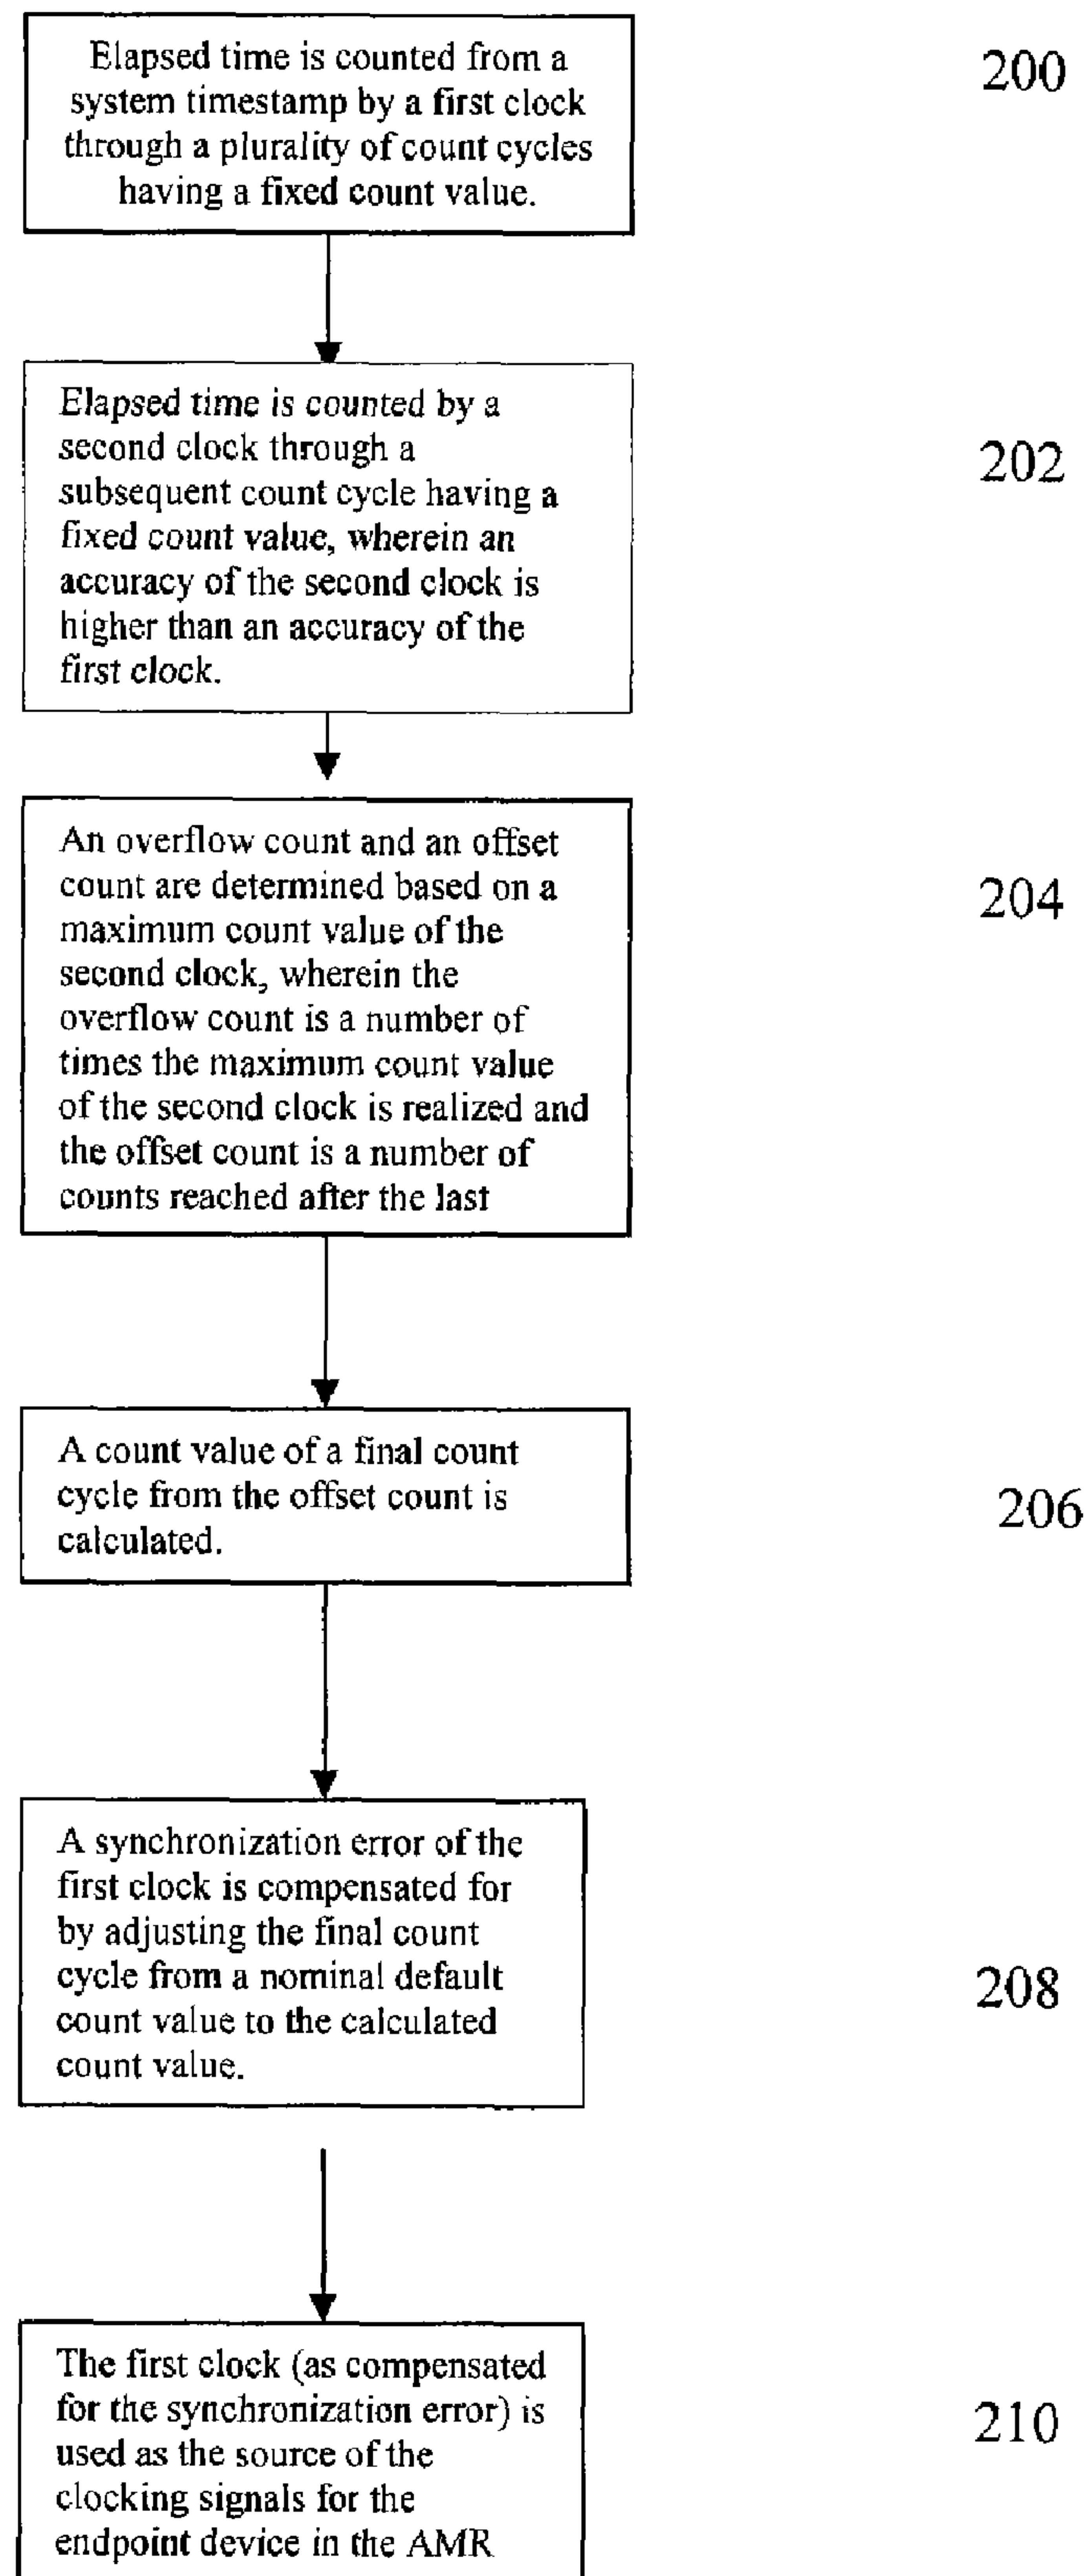 Elapsed time is counted from a
system timestamp by a first clock
through a plurality of count cycles
having a fixed count value.
200
Elapsed time is counted by a
second clock through a
subsequent count cycle having a
fixed count value, wherein an
accuracy of the second clock is
higher than an accuracy of the
first clock.
202
An overflow count and an offset
count are determined based on a
maximum count value of the
second clock, wherein the
overflow count is a number of
times the maximum count value
of the second clock is realized and
the offset count is a number of
counts reached after the last
204
A count value of a final count
cycle from the offset count is
calculated.
206
A synchronization error of the
first clock is compensated for
by adjusting the final count
cycle from a nominal default
count value to the calculated
count value.
208
The first clock (as compensated
for the synchronization error) is
used as the source of the
clocking signals for the
endpoint device in the AMR
210